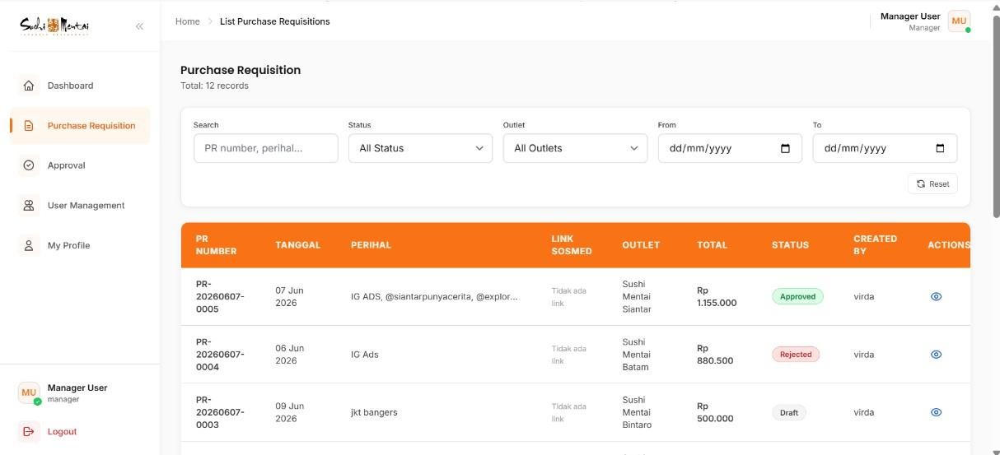 Sushi Mentai
Home > List Purchase Requisitions
Manager User
Manager
MU
Dashboard
Purchase Requisition
Approval
User Management
My Profile
Manager User
manager
MU
Logout
Purchase Requisition
Total: 12 records
Search
Status
Outlet
From
To
PR number, perihal...
All Status
All Outlets
dd/mm/yyyy
dd/mm/yyyy
Reset
PR
NUMBER
TANGGAL
PERIHAL
LINK
SOSMED
OUTLET
TOTAL
STATUS
CREATED
BY
ACTIONS
PR-
20260607-
0005
07 Jun
2026
IG ADS, @siantarpunyacerita, @explor...
Tidak ada
link
Sushi
Mentai
Siantar
Rp
1.155.000
Approved
virda
PR-
20260607-
0004
06 Jun
2026
IG Ads
Tidak ada
link
Sushi
Mentai
Batam
Rp
880.500
Rejected
virda
PR-
20260607-
0003
09 Jun
2026
jkt bangers
Tidak ada
link
Sushi
Mentai
Bintaro
Rp
500.000
Draft
virda